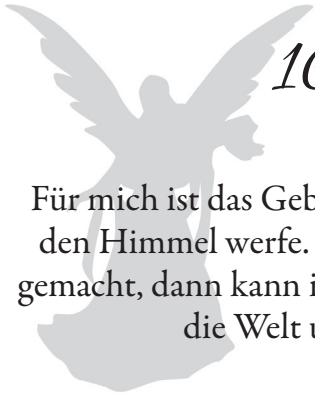 10
Für mich ist das Geb
den Himmel werfe.
gemacht, dann kann i
die Welt u